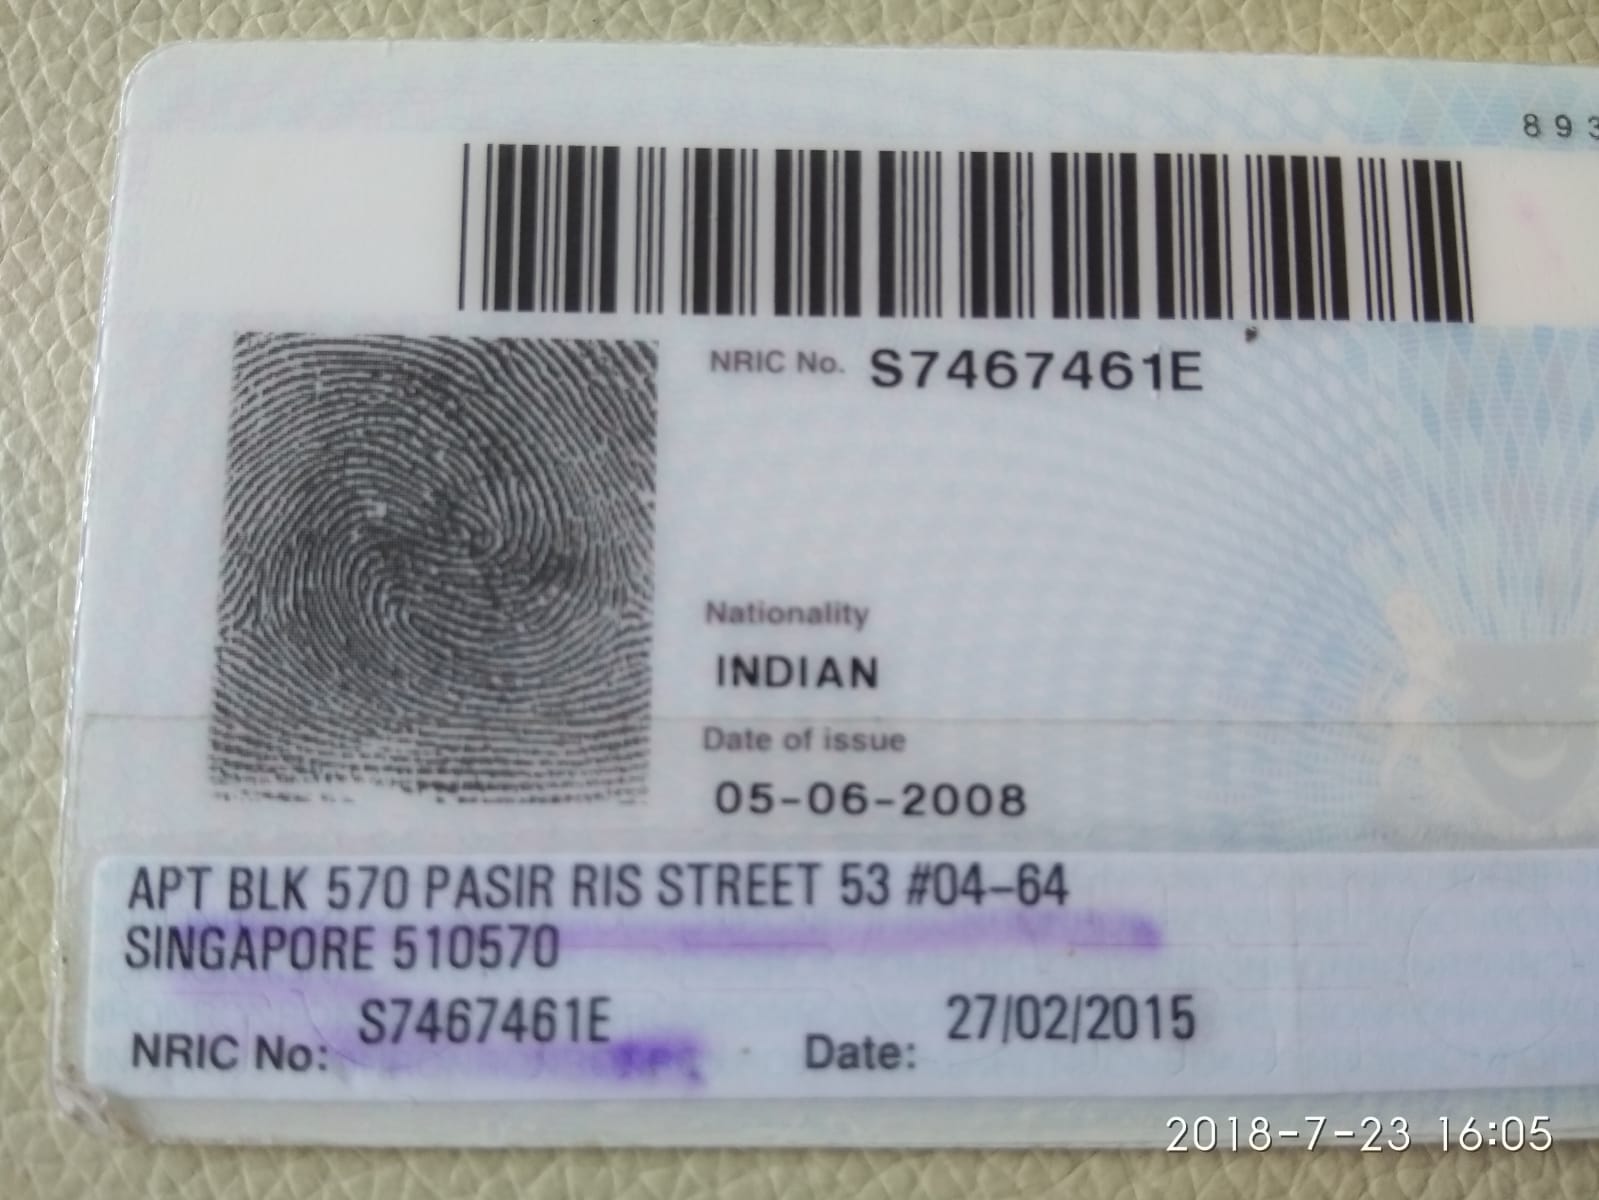 893
NRIC No. S7467461E
Nationality
INDIAN
Date of issue
05-06-2008
APT BLK 570 PASIR RIS STREET 53 #04-64
SINGAPORE 510570
NRIC No: S7467461E Date: 27/02/2015
2018-7-23 16:05